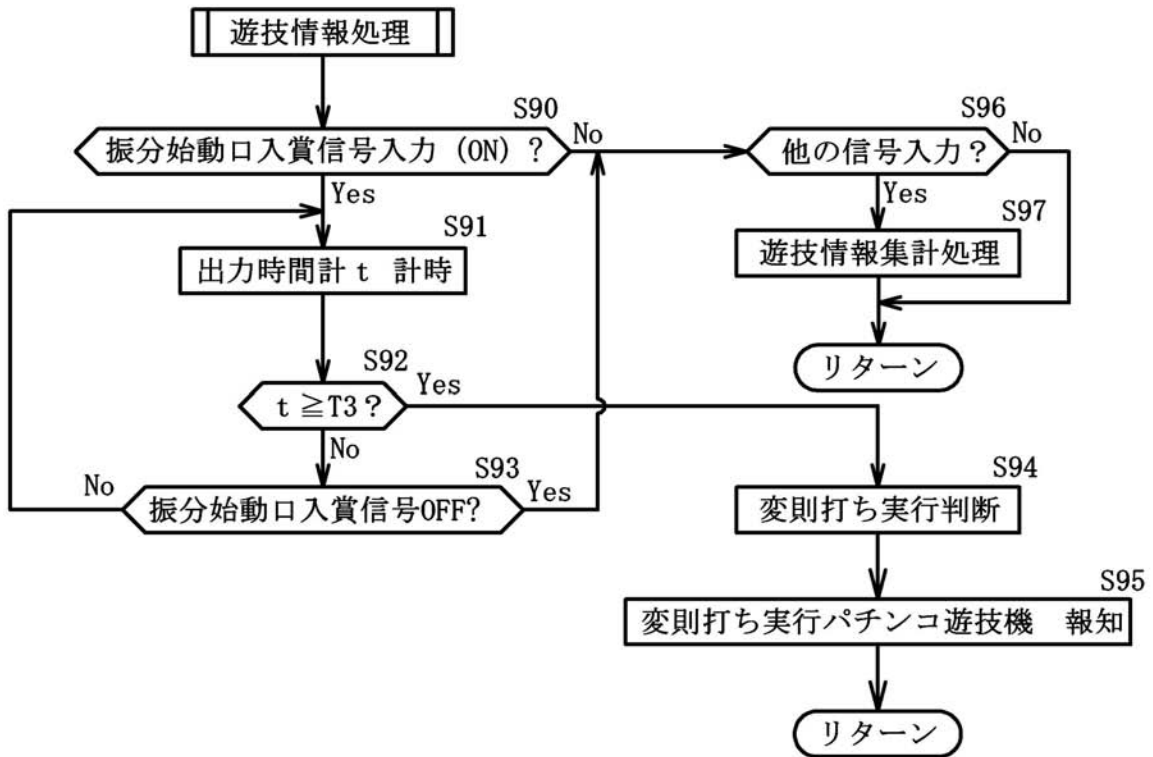 遊技情報処理
S90
振分始動口入賞信号入力 (ON) ?
No
Yes
S91
出力時間計t 計時
S92
t≧T3?
Yes
No
S93
振分始動口入賞信号OFF?
No
Yes
S96
他の信号入力?
No
Yes
S97
遊技情報集計処理
リターン
S94
変則打ち実行判断
S95
変則打ち実行パチンコ遊技機 報知
リターン